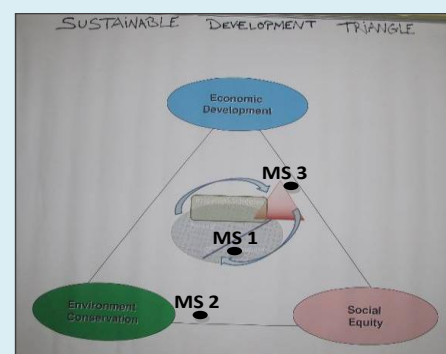 SUSTAINABLE DEVELOPMENT TRIANGLE
Economic
Development
MS 3
MS 1
MS 2
Environment
Conservation
Social
Equity